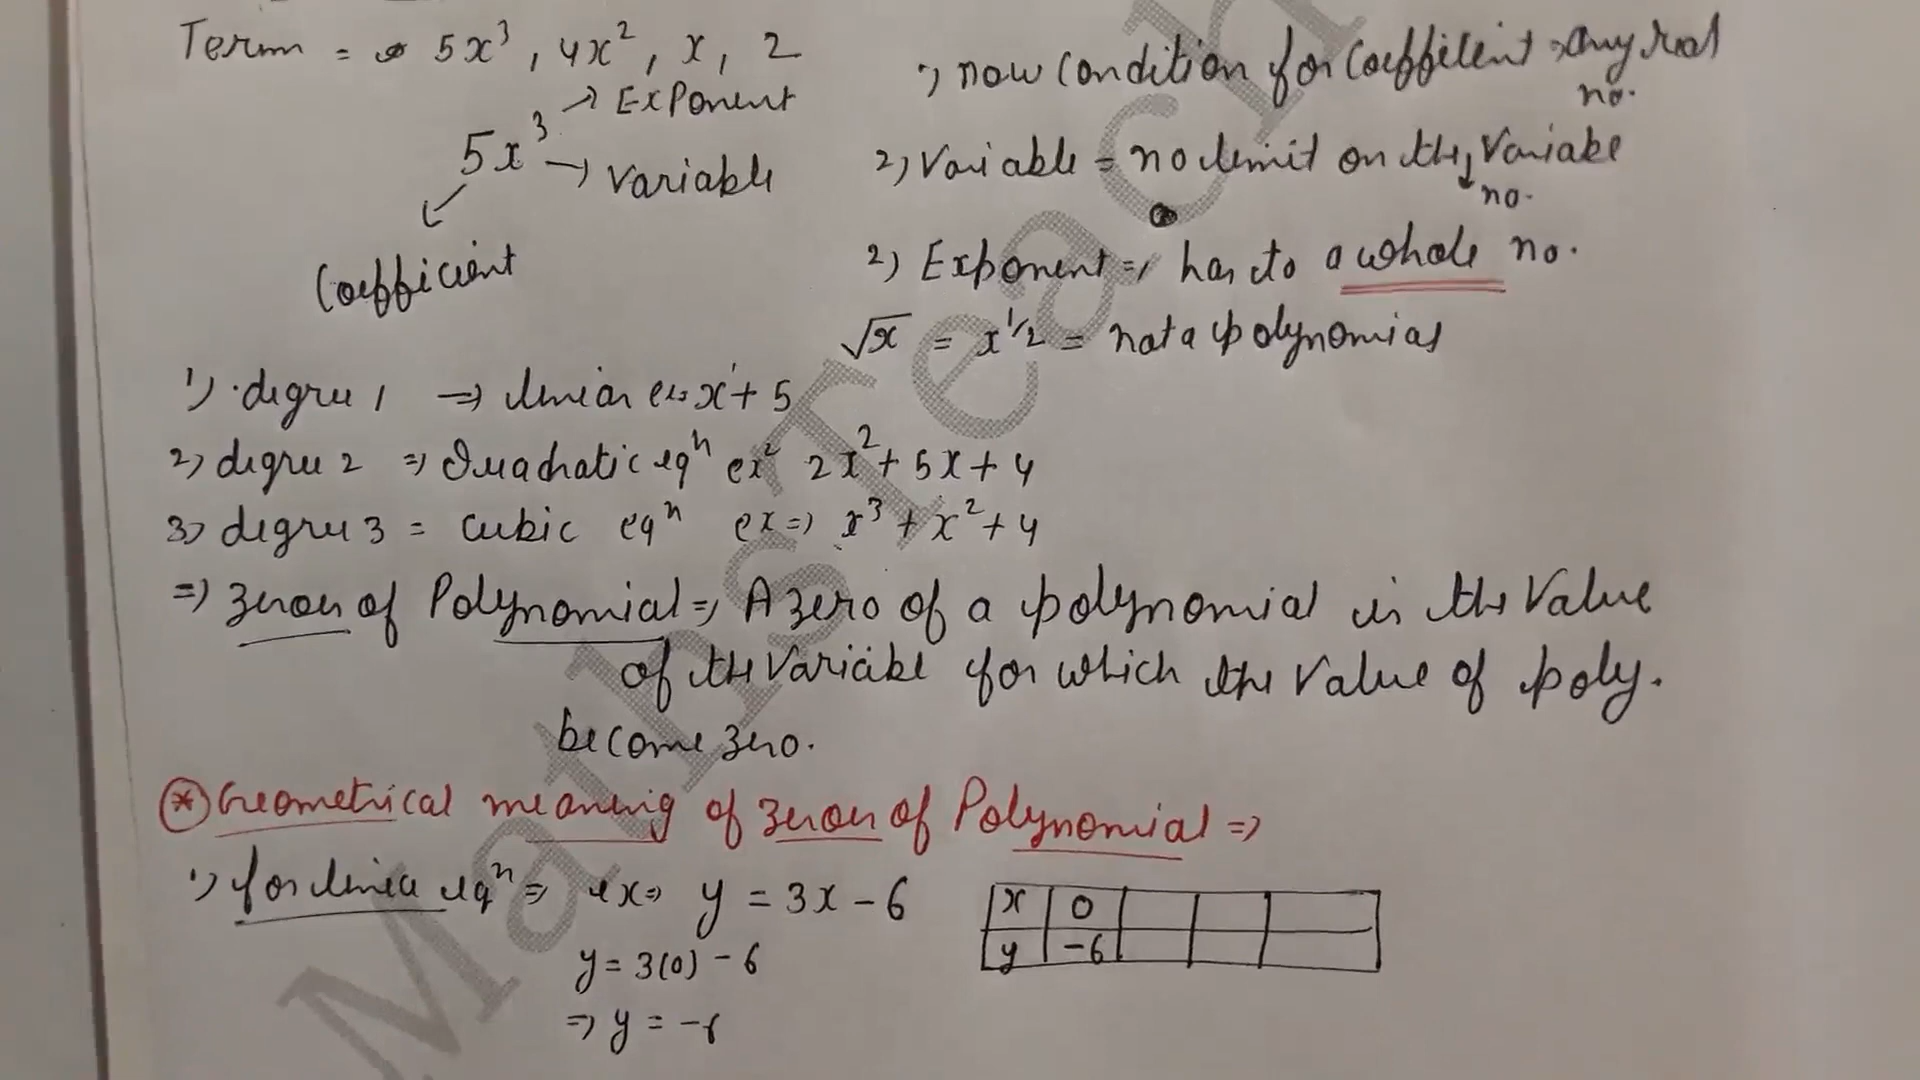 Term = 5x³, 4x², x, 2
→ Exponent
5x³ → variable
Coefficient
1) now condition for coefficient => any real no.
2) Variable = no limit on the variable
no.
2) Exponent => has to a whole no.
√x = x^1/2 = not a polynomial
1) degree 1 => linear ex: x + 5
2) degree 2 => Quadratic eqⁿ ex: 2x² + 5x + 4
3) degree 3 = cubic eqⁿ ex => x³ + x² + 4
=> zeroes of Polynomial => A zero of a polynomial is the value
of the variable for which the value of poly.
become zero.
* Geometrical meaning of zeroes of Polynomial =>
1) for linear eqⁿ => ex => y = 3x - 6
x 0
y -6
y = 3(0) - 6
=> y = -6
MathsTeach